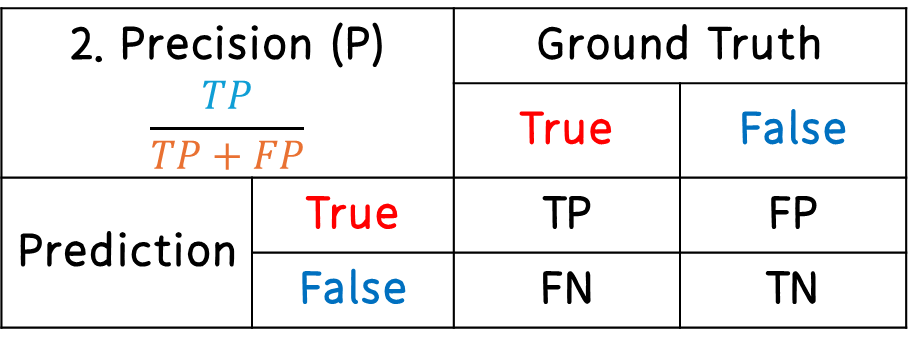 2. Precision (P)
TP
TP + FP
Ground Truth
True
False
Prediction
True
TP
FP
False
FN
TN